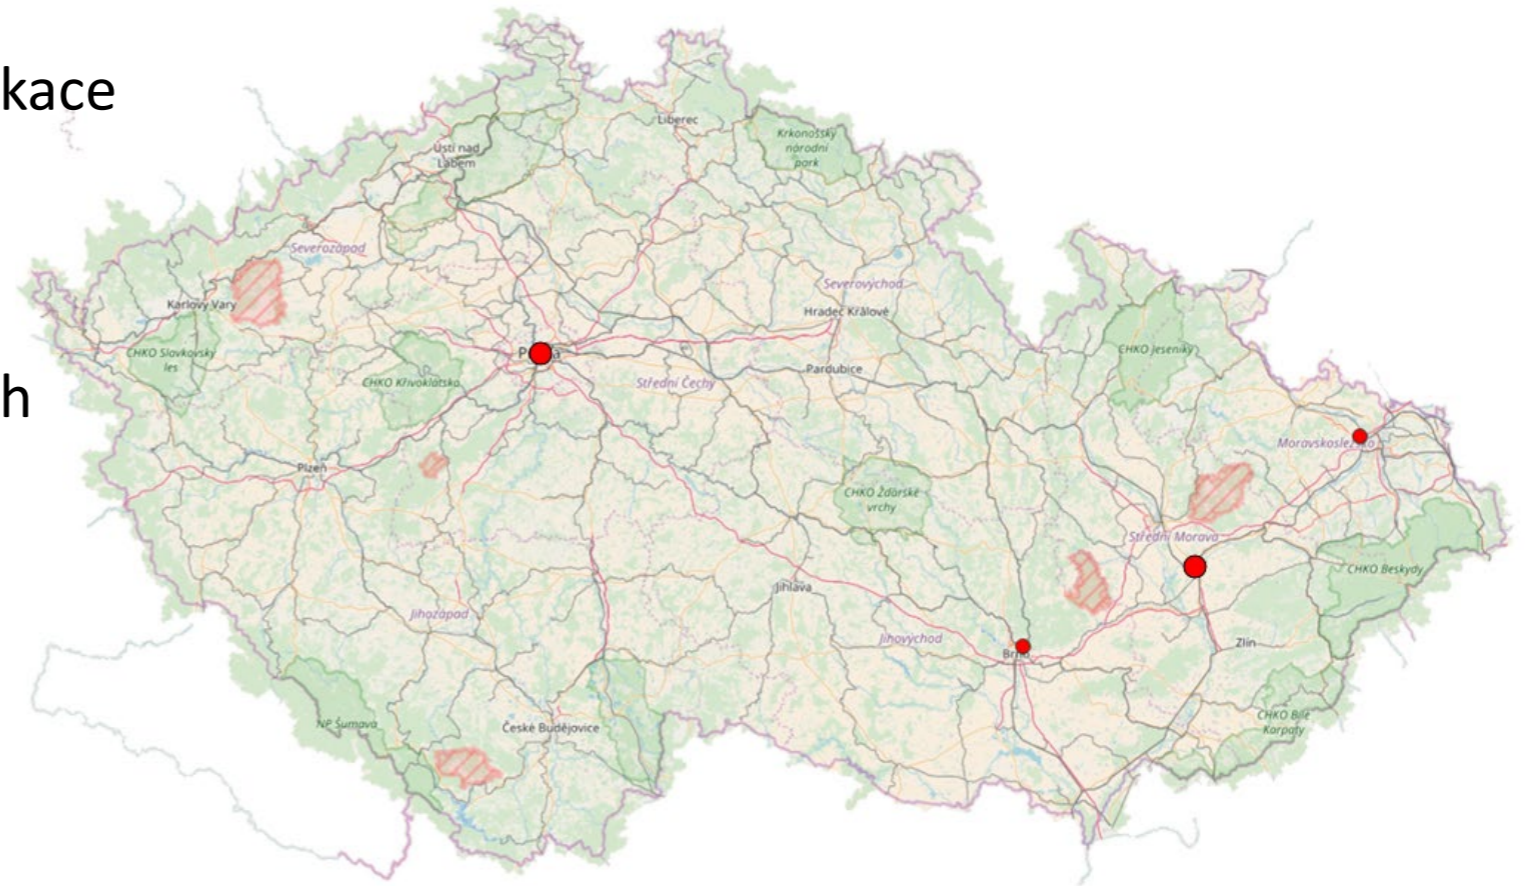 kace
h
Liberec
Krkonošský
národní
park
Ústí nad
Labem
Severozápad
Karlovy Vary
Severovýchod
Hradec Králové
CHKO Slavkovský
les
CHKO Křivoklátsko
Střední Čechy
Pardubice
CHKO Jeseníky
Plzeň
CHKO Žďárské
vrchy
Střední Morava
CHKO Beskydy
Jihlava
Jihozápad
Jihovýchod
Zlín
NP Šumava
České Budějovice
CHKO Bílé
Karpaty